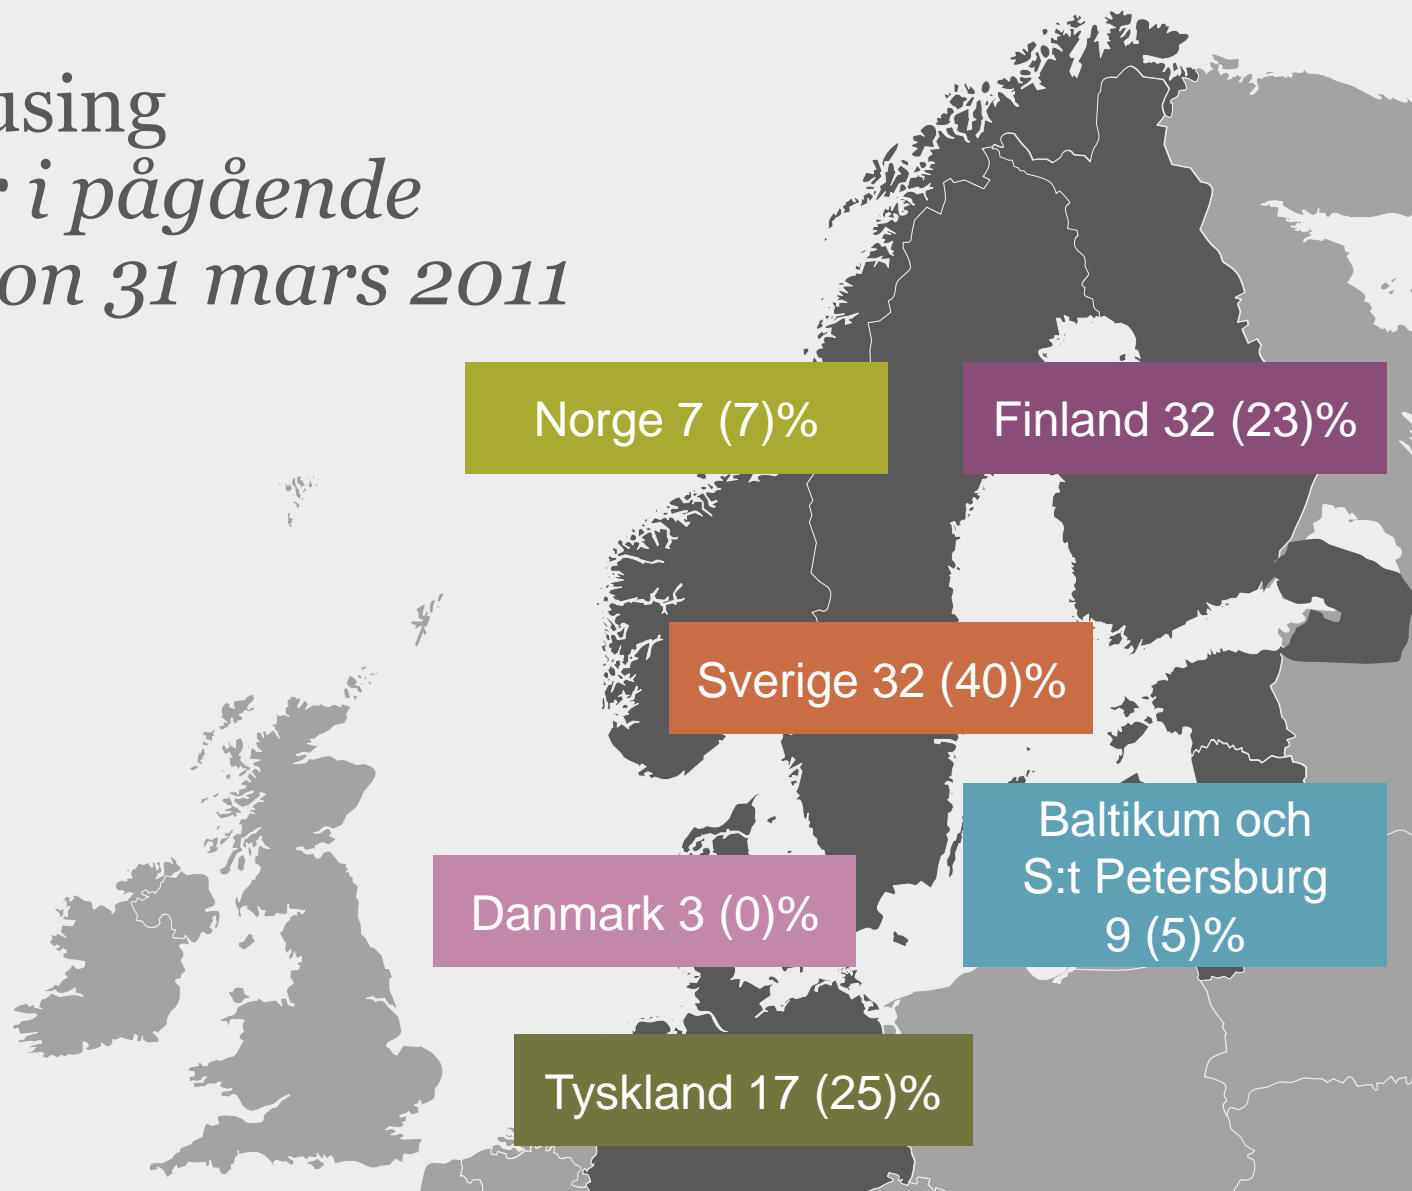 using
r i pågående
on 31 mars 2011
Norge 7 (7)%
Finland 32 (23)%
Sverige 32 (40)%
Baltikum och
S:t Petersburg
9 (5)%
Danmark 3 (0)%
Tyskland 17 (25)%